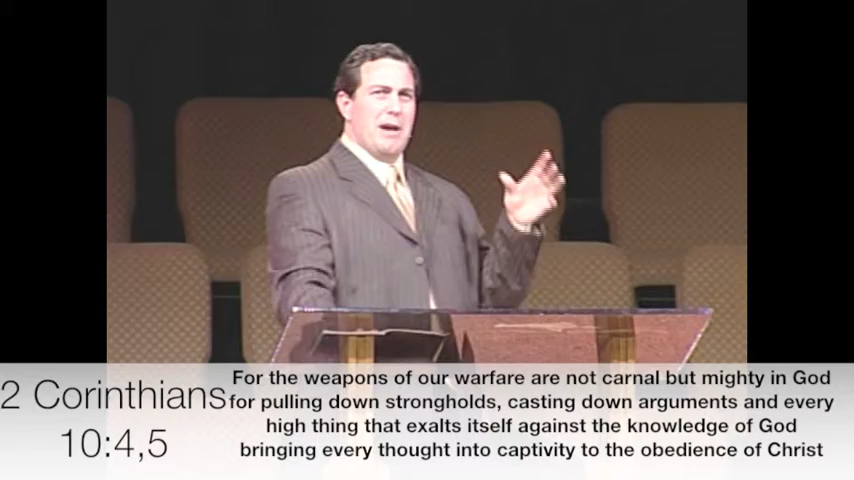 2 Corinthians
10:4,5
For the weapons of our warfare are not carnal but mighty in God
for pulling down strongholds, casting down arguments and every
high thing that exalts itself against the knowledge of God
bringing every thought into captivity to the obedience of Christ